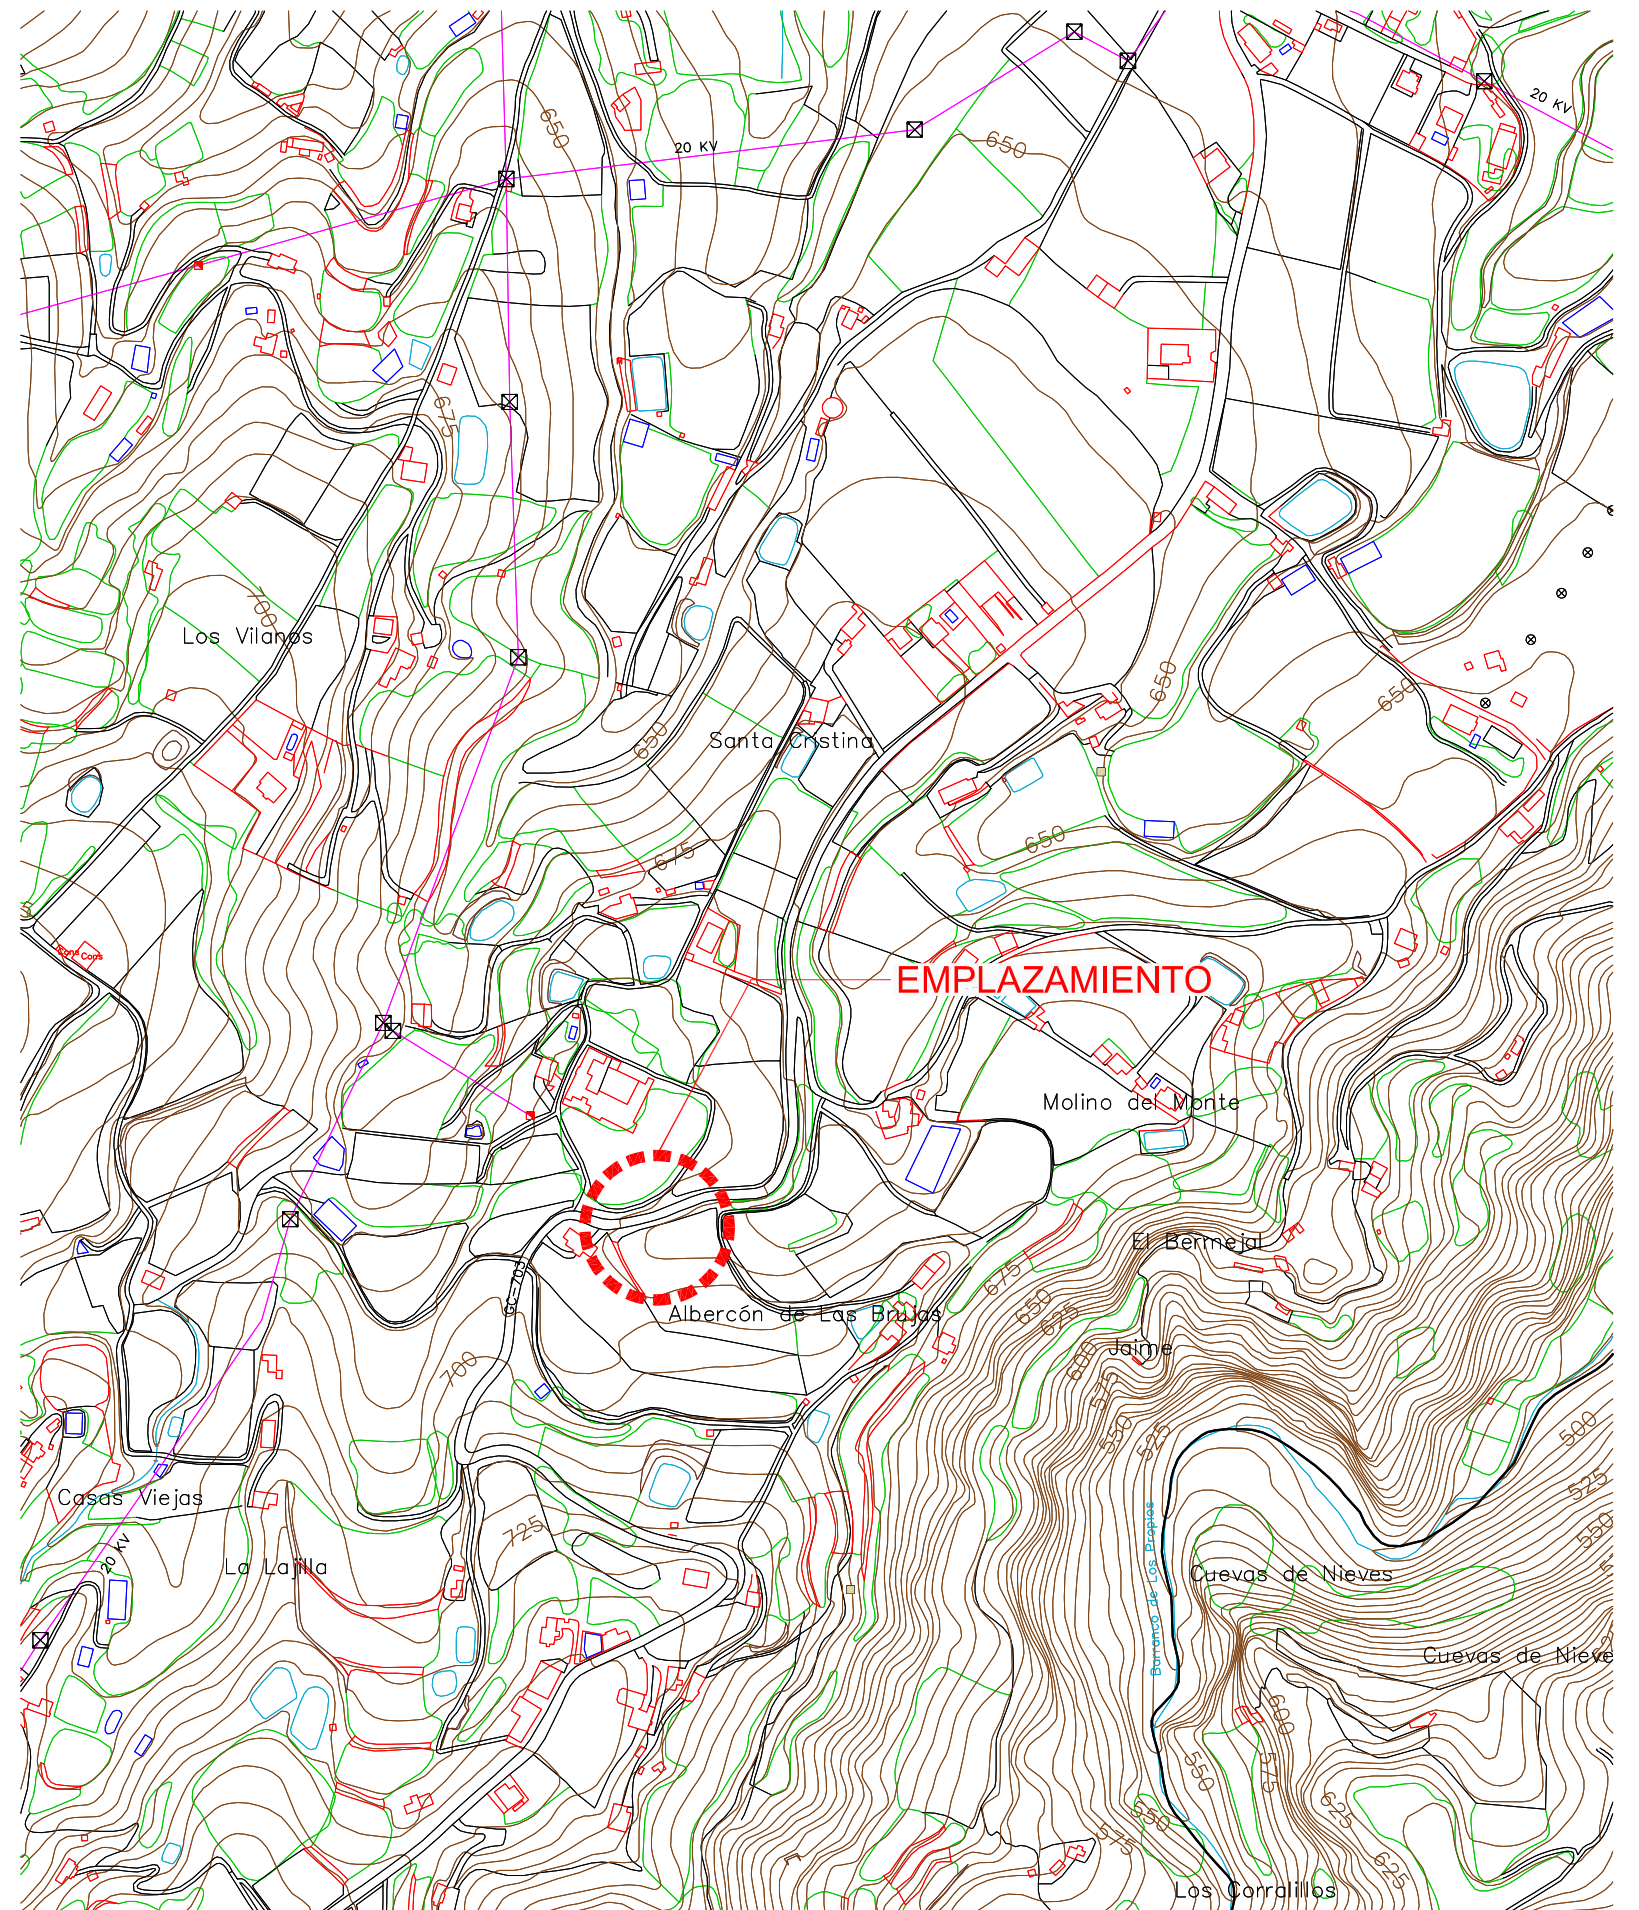 20 KV
650
650
20 KV
675
700
Los Vilanos
650
650
650
Santa Cristina
650
675
Cons
EMPLAZAMIENTO
Molino del Monte
El Bermejal
GC-703
675
650
675
Albercón de Las Brujas
Jaime
600
700
575
550
525
500
525
Casas Viejas
725
550
20 KV
La Lajilla
Cuevas de Nieves
Barranco de Los Propios
Cuevas de Nieve
600
550
575
625
550
575
625
Los Corralillos